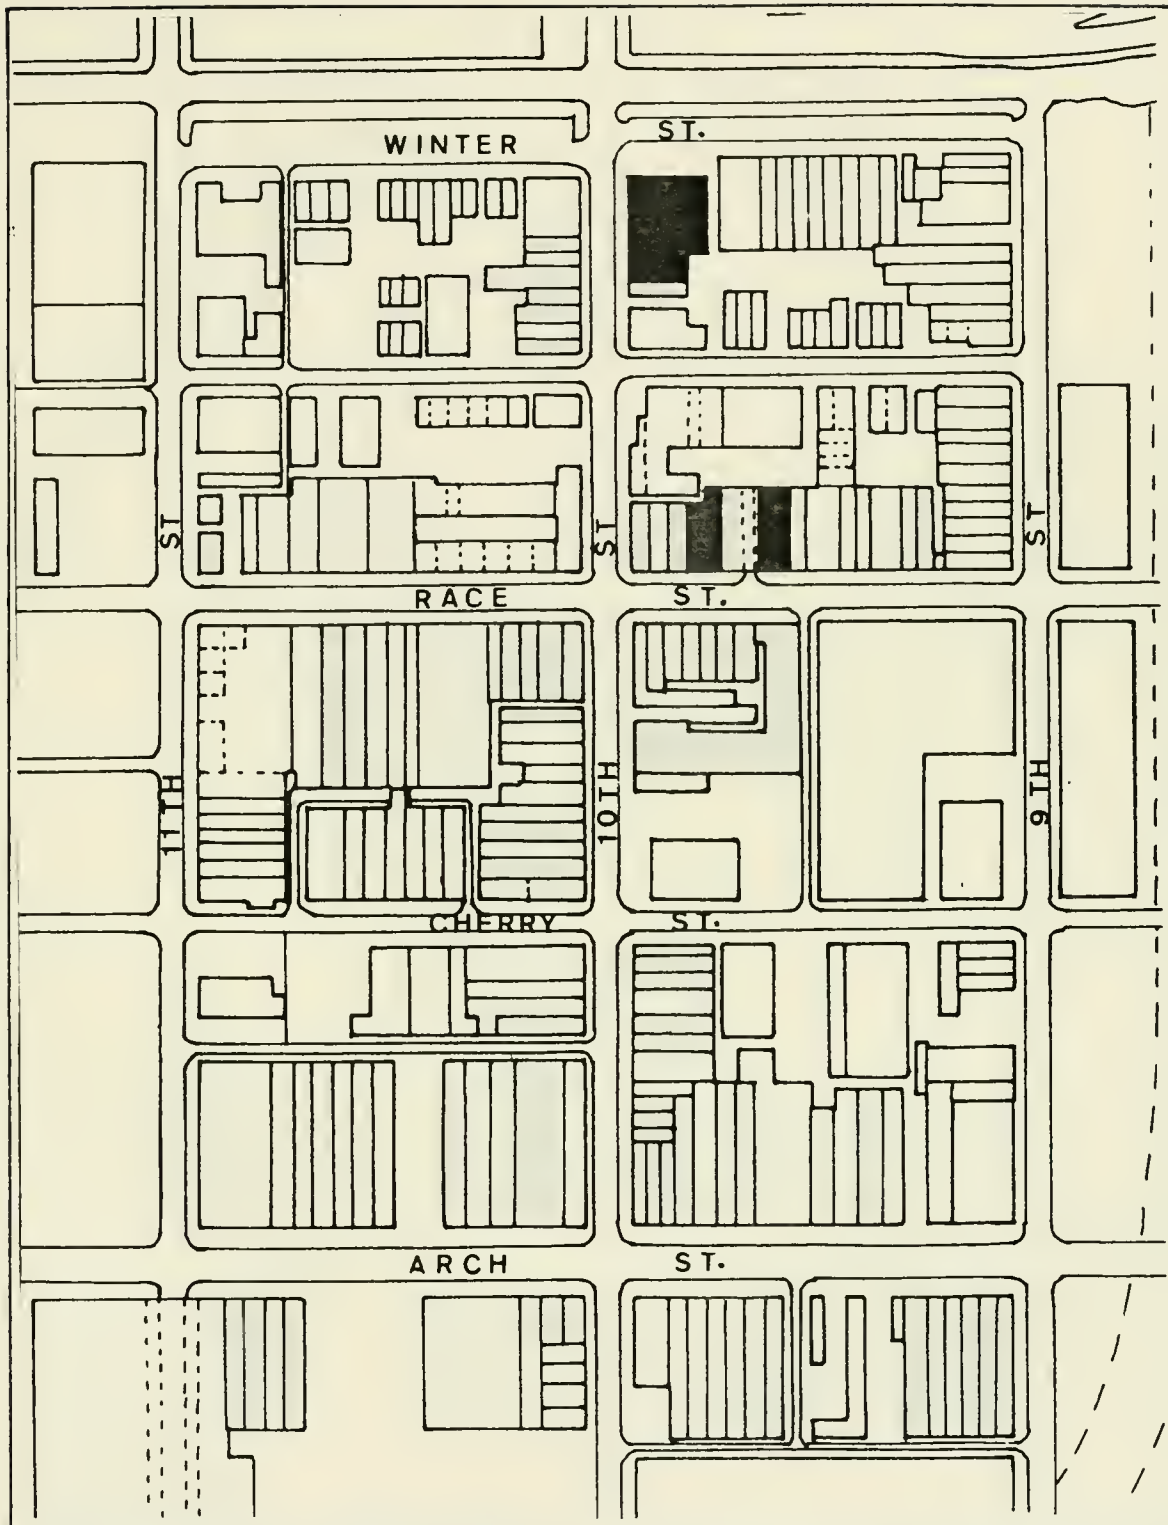 WINTER ST.
ST
ST
ST
RACE ST.
11TH
10TH
9TH
CHERRY ST.
ARCH ST.